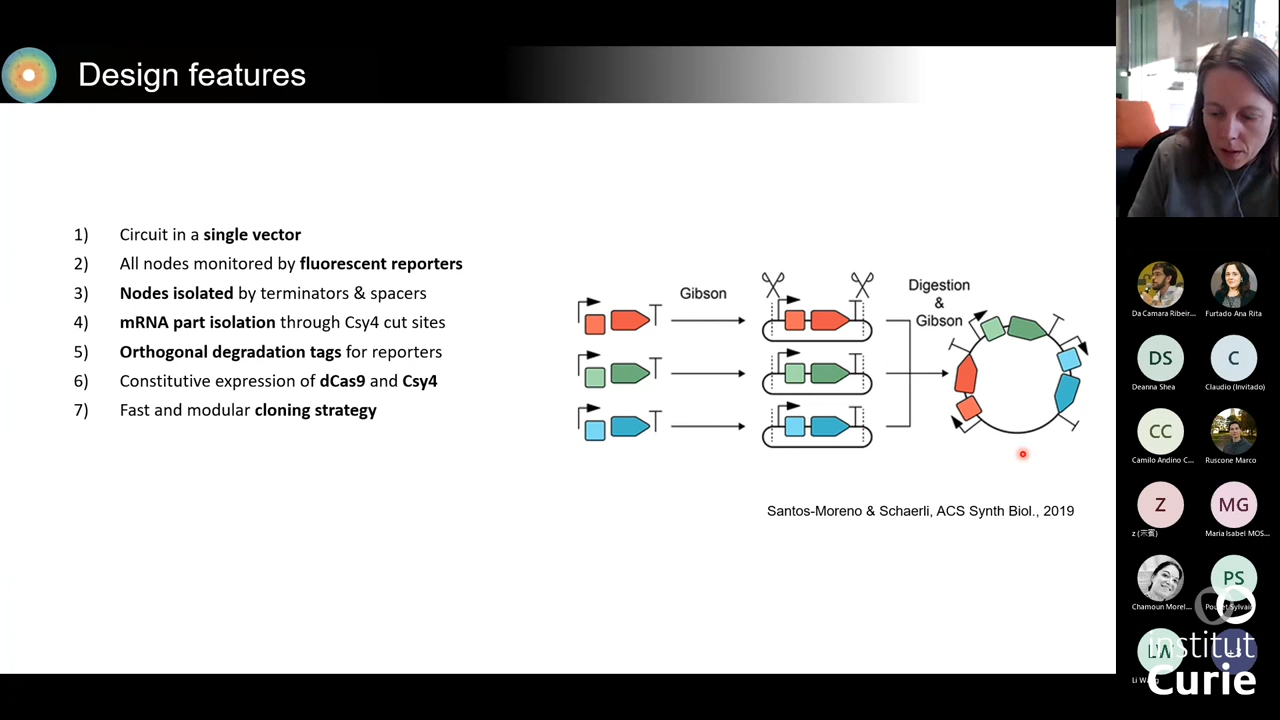 Design features
1) Circuit in a single vector
2) All nodes monitored by fluorescent reporters
3) Nodes isolated by terminators & spacers
4) mRNA part isolation through Csy4 cut sites
5) Orthogonal degradation tags for reporters
6) Constitutive expression of dCas9 and Csy4
7) Fast and modular cloning strategy
Gibson
Digestion
&
Gibson
Santos-Moreno & Schaerli, ACS Synth Biol., 2019
Da Camara Ribeir...
Furtado Ana Rita
DS
Deanna Shea
C
Claudio (Invitado)
CC
Camilo Andino C...
Ruscone Marco
Z
MG
Maria Isabel MOS...
Chamoun Morel...
PS
LW
institut
Curie